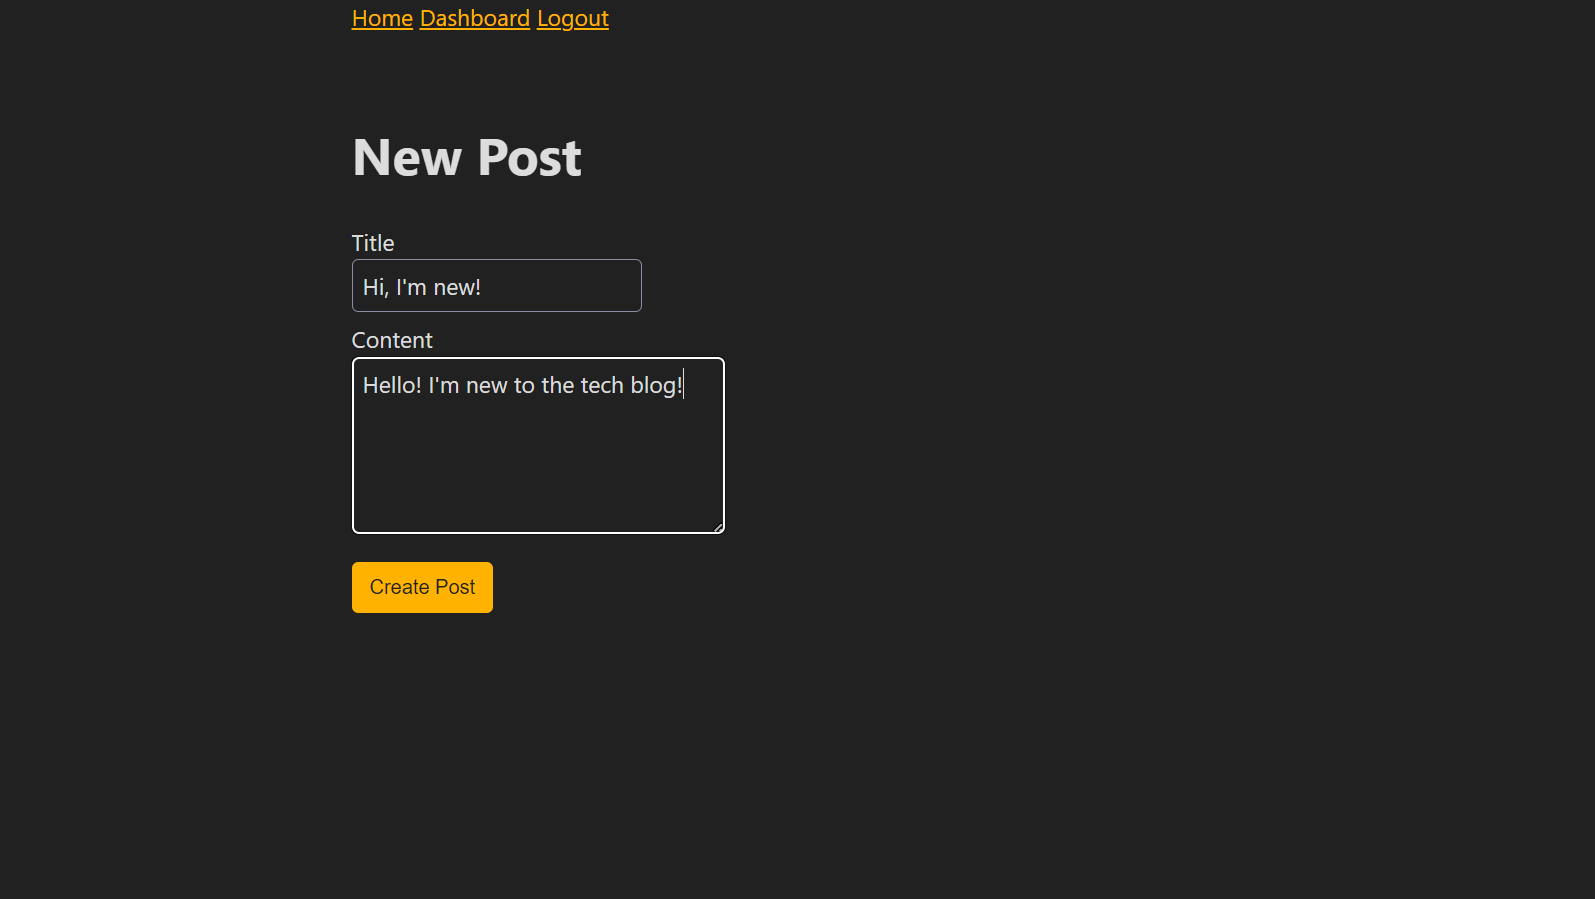 Home Dashboard Logout
New Post
Title
Hi, I'm new!
Content
Hello! I'm new to the tech blog!
Create Post